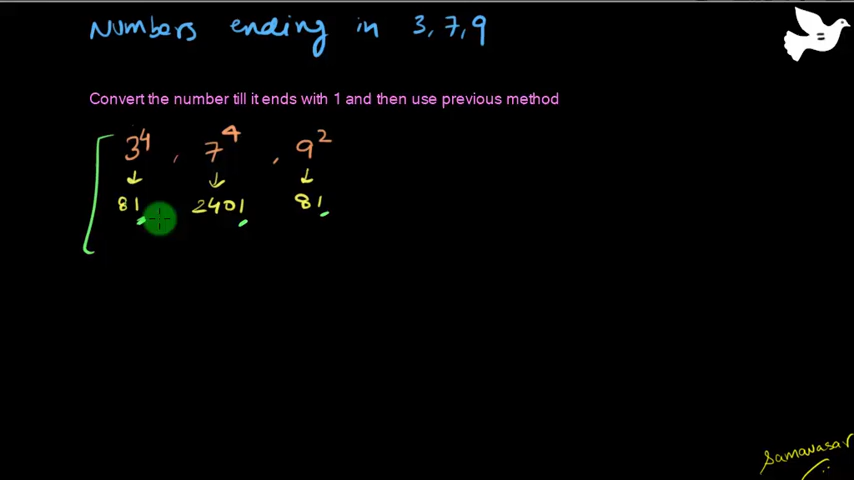 Numbers ending in 3,7,9
Convert the number till it ends with 1 and then use previous method
3⁴ , 7⁴ , 9²
↓ ↓ ↓
81 2401 81